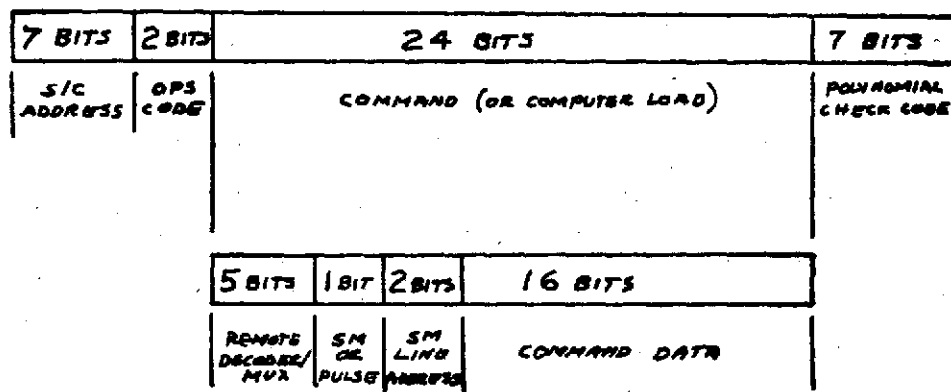 7 BITS 2 BITS 24 BITS 7 BITS
S/C ADDRESS OPS CODE COMMAND (OR COMPUTER LOAD) POLYNOMIAL CHECK CODE
5 BITS 1 BIT 2 BITS 16 BITS
REMOTE DECODER/ MUX SM OR PULSE SM LINE ADDRESS COMMAND DATA